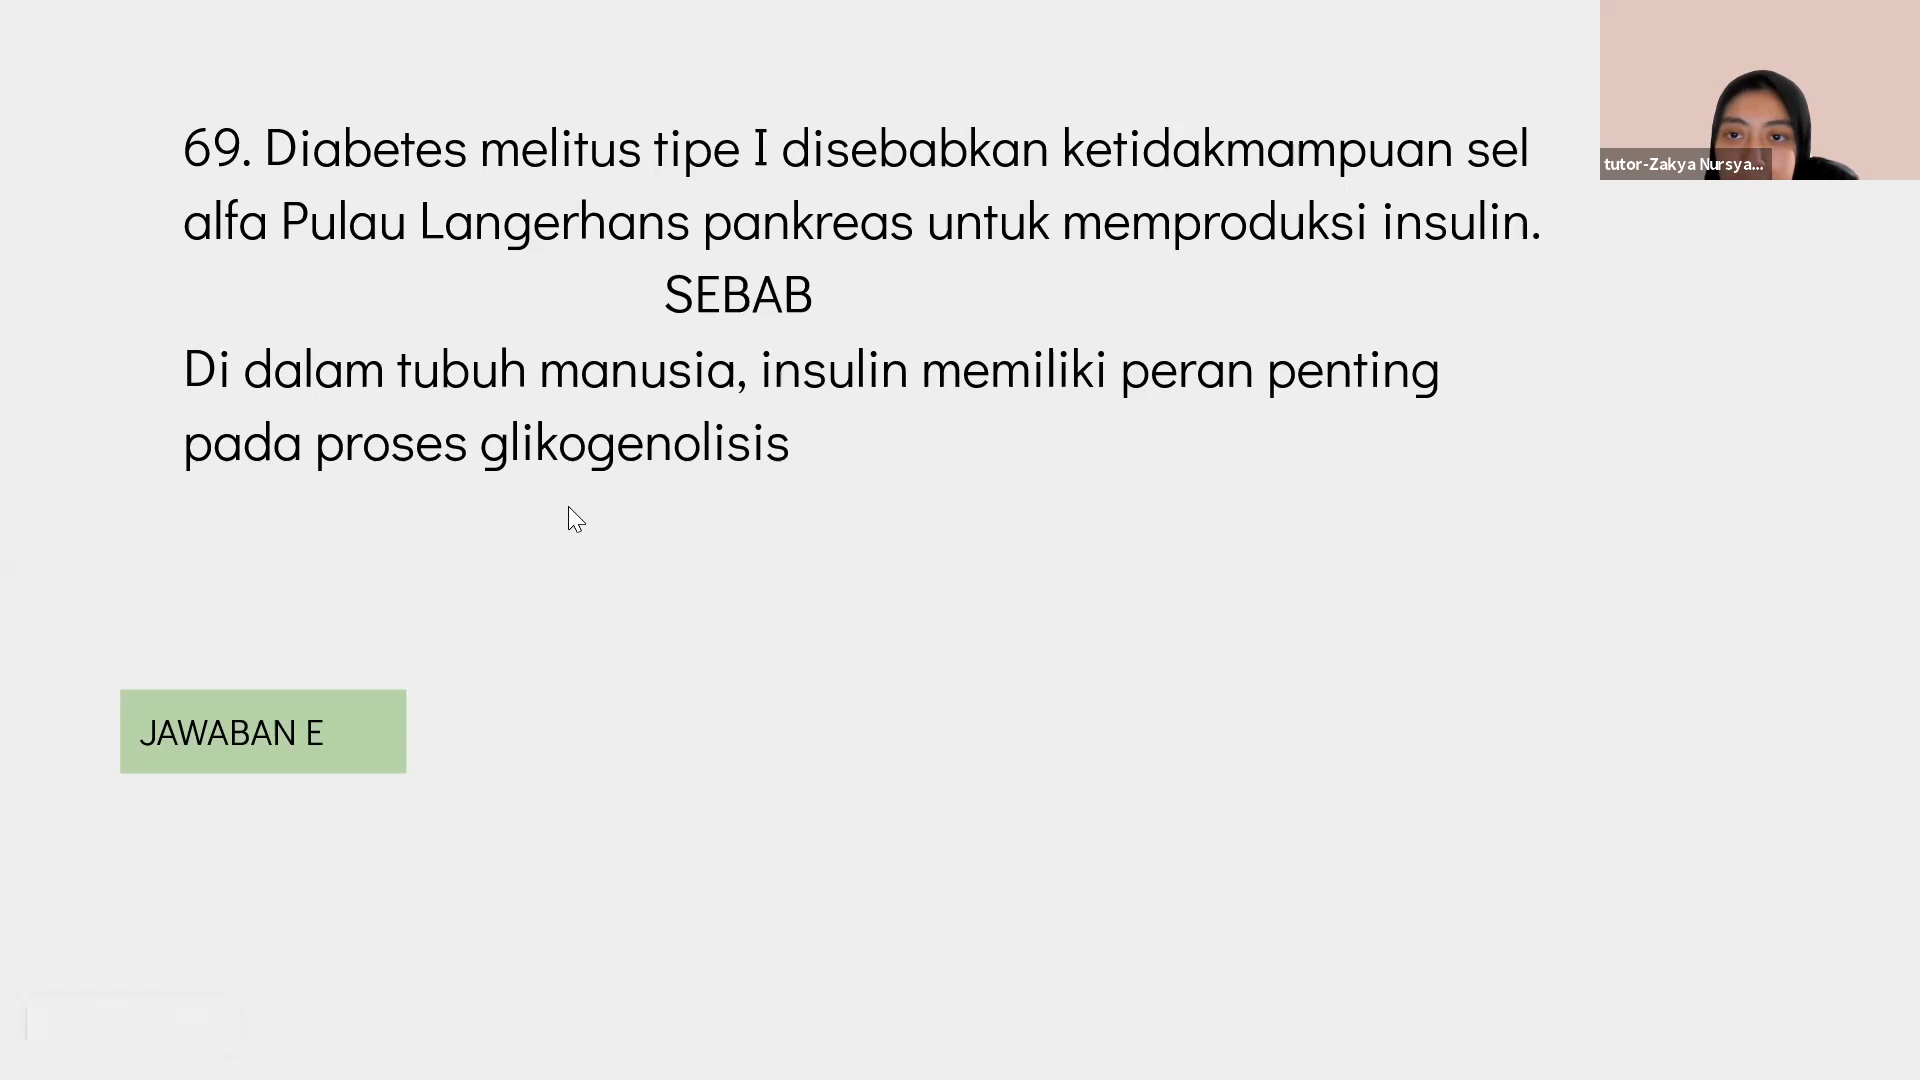 69. Diabetes melitus tipe I disebabkan ketidakmampuan sel
alfa Pulau Langerhans pankreas untuk memproduksi insulin.
SEBAB
Di dalam tubuh manusia, insulin memiliki peran penting
pada proses glikogenolisis
JAWABAN E
tutor-Zakya Nursya...